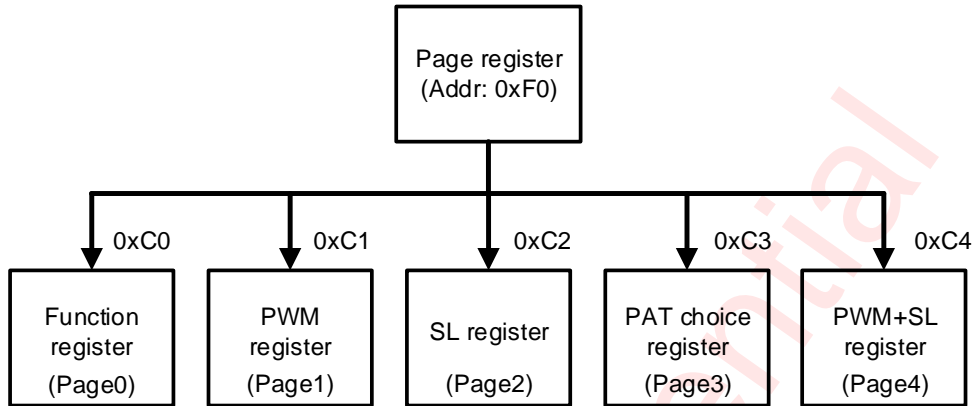 Page register
(Addr: 0xF0)
0xC0
0xC1
0xC2
0xC3
0xC4
Function
register
(Page0)
PWM
register
(Page1)
SL register
(Page2)
PAT choice
register
(Page3)
PWM+SL
register
(Page4)
ential